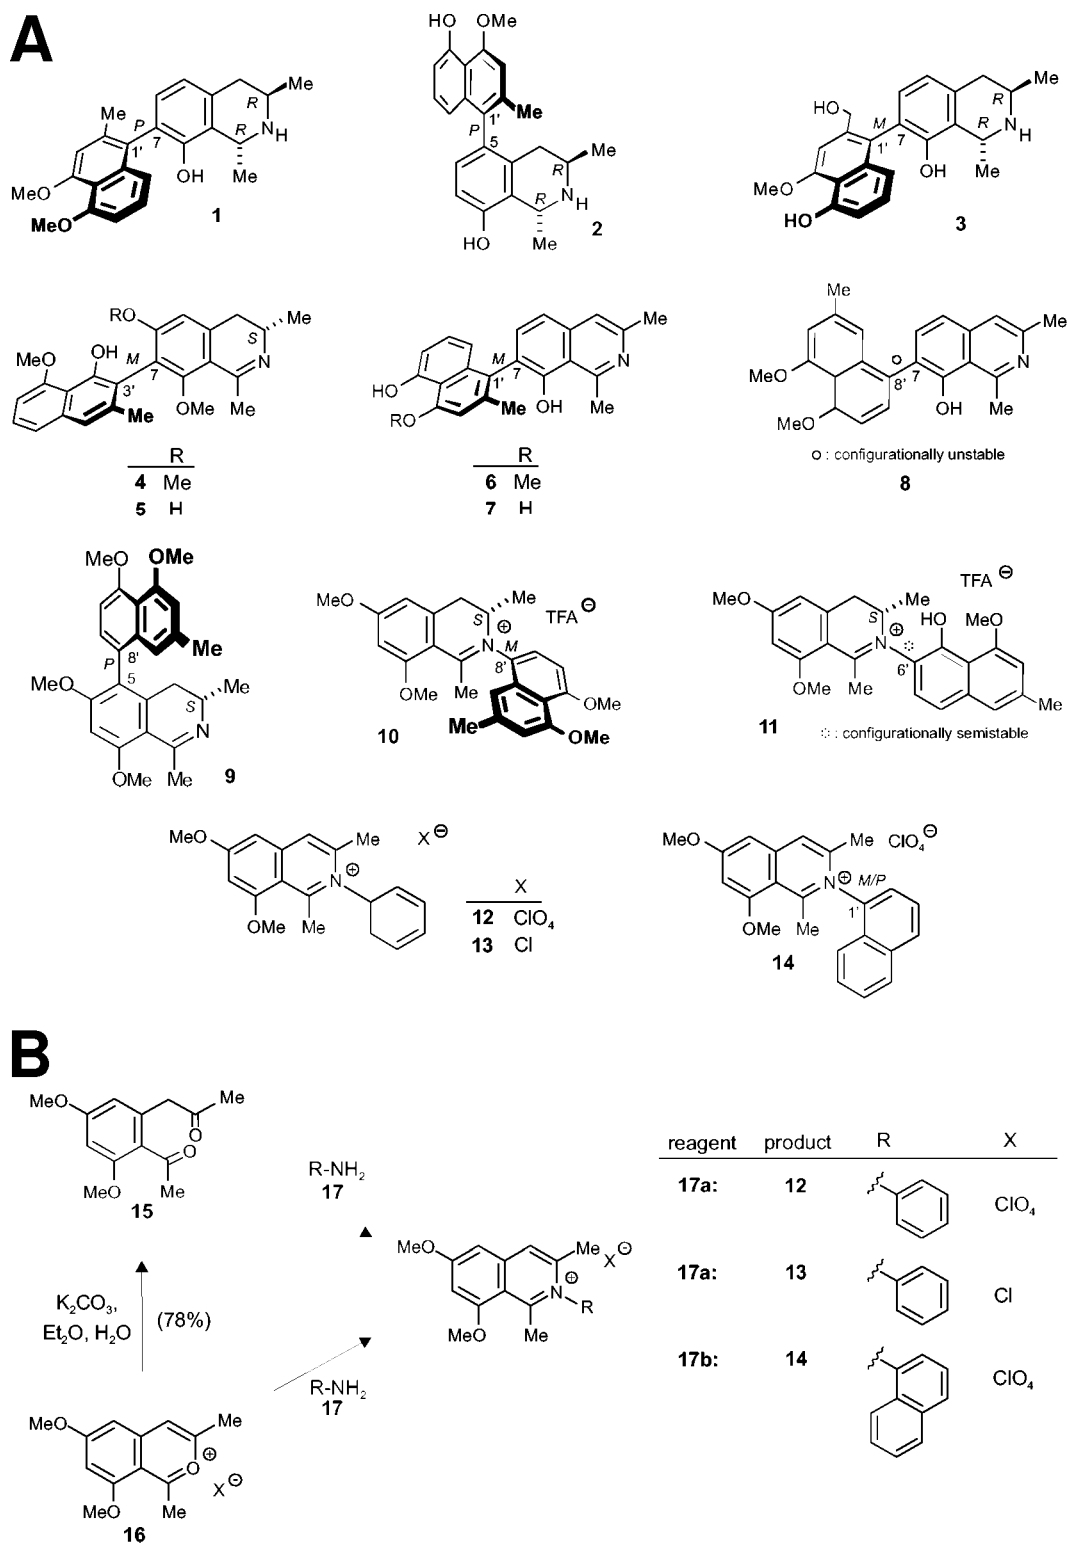 A
Me
P
7
1'
R
R
NH
Me
OH
Me
MeO
MeO
1
HO
OMe
Me
1'
P
5
R
R
Me
N
H
HO
Me
2
HO
M
1'
7
R
R
Me
NH
OH
Me
MeO
HO
3
RO
MeO
OH
M
3'
7
S
Me
N
Me
OMe
Me
R
4 Me
5 H
HO
RO
M
1'
7
Me
OH
Me
N
Me
R
6 Me
7 H
Me
MeO
MeO
8'
7
OH
Me
N
Me
: configurationally unstable
8
MeO
OMe
Me
8'
P
5
MeO
S
Me
N
OMe
Me
9
MeO
S
Me
N
⊕
M
8'
TFA ⊖
OMe
Me
OMe
Me
OMe
10
MeO
S
Me
N
⊕
6'
TFA ⊖
HO
OMe
OMe
Me
Me
11
: configurationally semistable
MeO
Me
N
⊕
X ⊖
OMe
Me
X
12 ClO₄
13 Cl
MeO
Me
N
⊕
M/P
1'
ClO₄ ⊖
OMe
Me
14
B
MeO
Me
O
O
MeO
Me
15
K₂CO₃,
Et₂O, H₂O
(78%)
R-NH₂
17
R-NH₂
17
MeO
Me
O
⊕
X ⊖
MeO
Me
16
MeO
Me
X ⊖
⊕
N
R
MeO
Me
reagent product R X
17a: 12 ClO₄
17a: 13 Cl
17b: 14 ClO₄